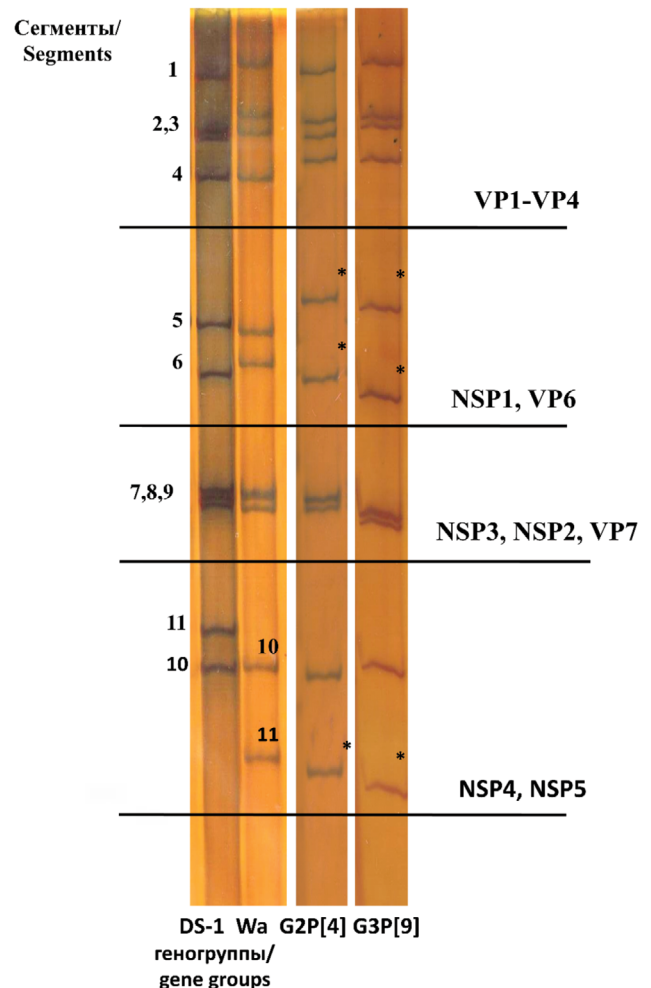 Сегменты/
Segments
1
2,3
4
VP1-VP4
*
*
5
*
6
*
NSP1, VP6
7,8,9
NSP3, NSP2, VP7
11
10
10
11
*
*
NSP4, NSP5
DS-1 Wa G2P[4] G3P[9]
геногруппы/
gene groups